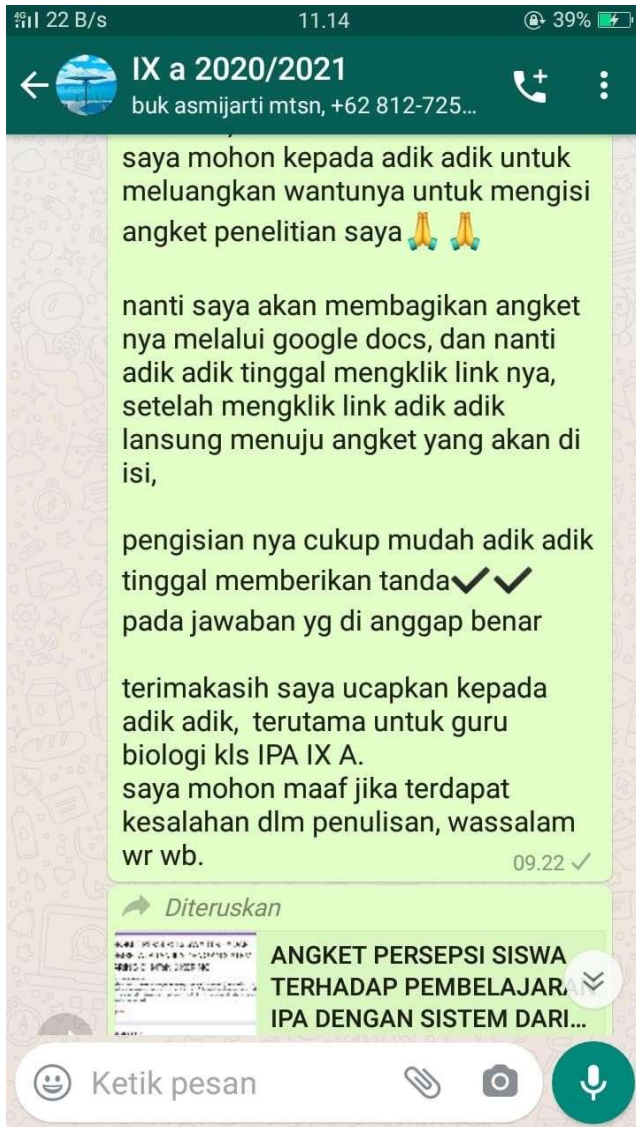 22 B/s 11.14 39%
IX a 2020/2021
buk asmijarti mtsn, +62 812-725...
saya mohon kepada adik adik untuk
meluangkan wantunya untuk mengisi
angket penelitian saya🙏 🙏
nanti saya akan membagikan angket
nya melalui google docs, dan nanti
adik adik tinggal mengklik link nya,
setelah mengklik link adik adik
lansung menuju angket yang akan di
isi,
pengisian nya cukup mudah adik adik
tinggal memberikan tanda✔✔
pada jawaban yg di anggap benar
terimakasih saya ucapkan kepada
adik adik,  terutama untuk guru
biologi kls IPA IX A.
saya mohon maaf jika terdapat
kesalahan dlm penulisan, wassalam
wr wb. 09.22
Diteruskan
ANGKET PERSEPSI SISWA
TERHADAP PEMBELAJARAN
IPA DENGAN SISTEM DARI...
Ketik pesan